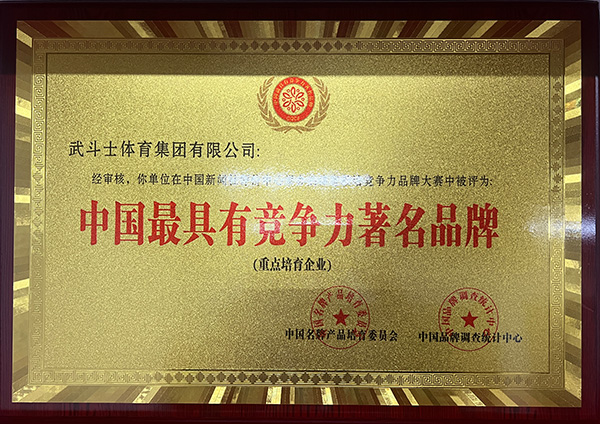 武斗士体育集团有限公司:
经审核，你单位在中国新 竞争力品牌大赛中被评为:
中国最具有竞争力著名品牌
(重点培育企业)
中国名牌产品培育委员会
中国品牌调查统计中心